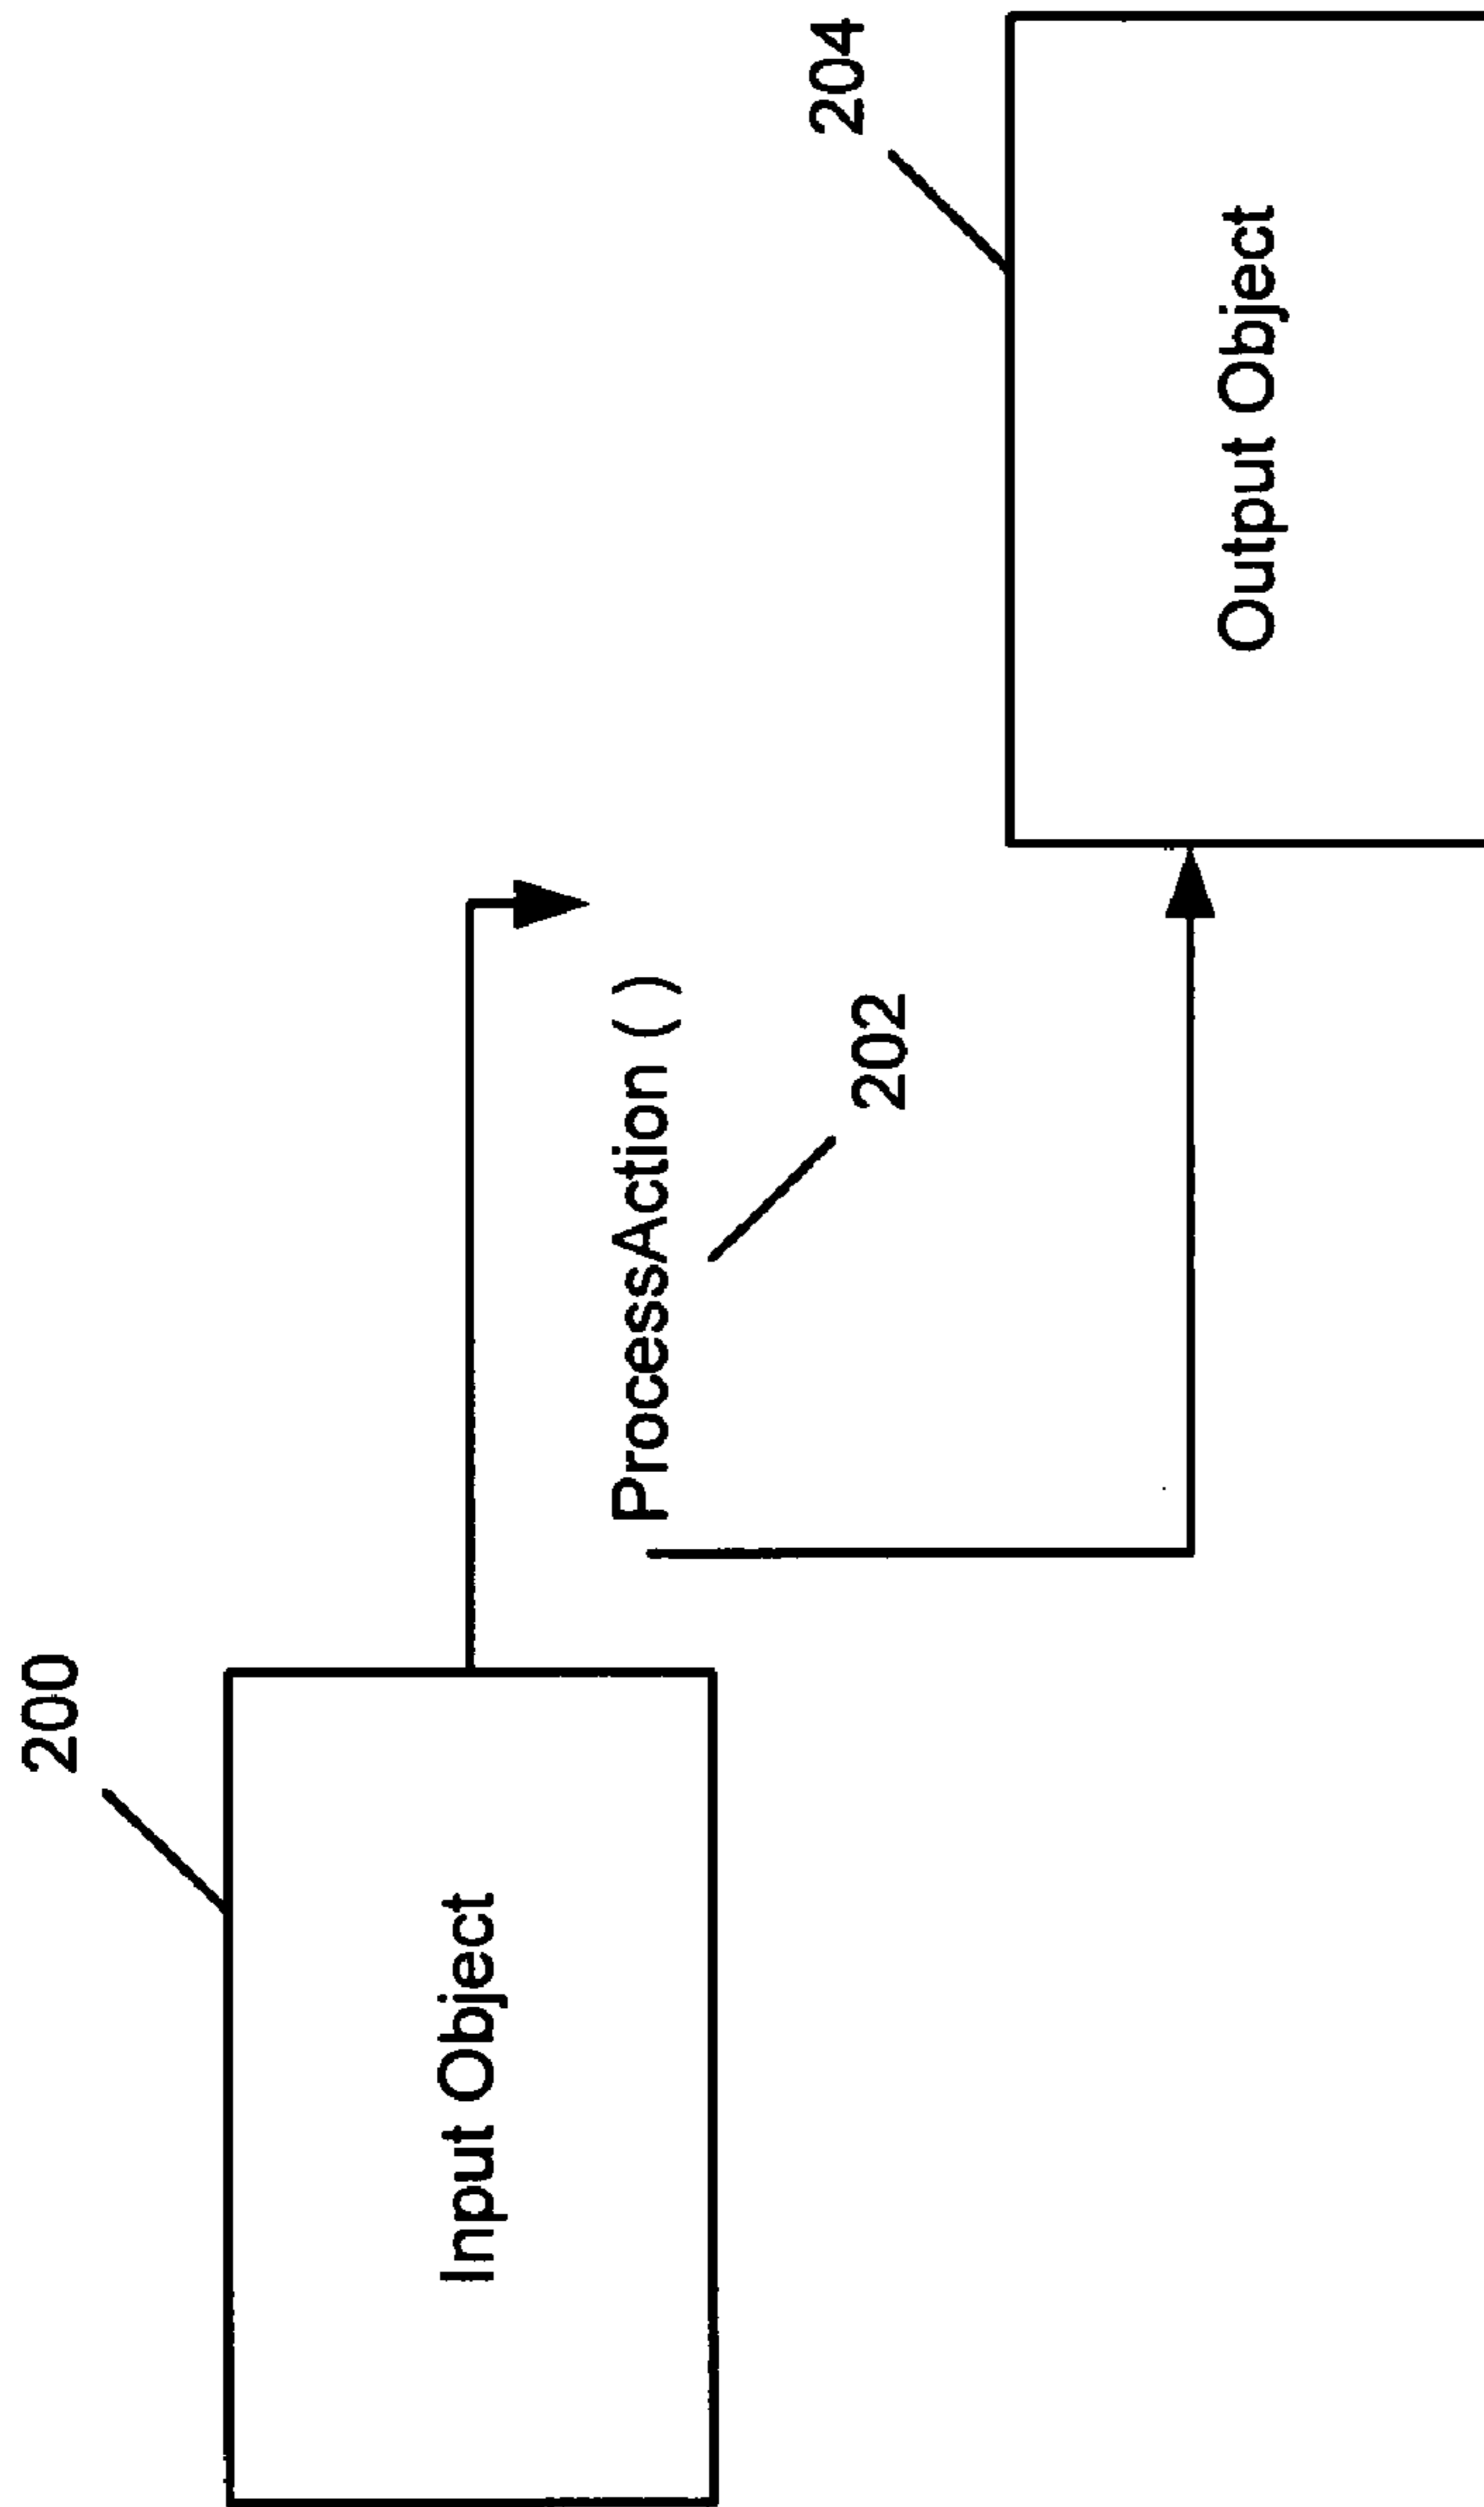 200
Input Object
ProcessAction ( )
202
204
Output Object